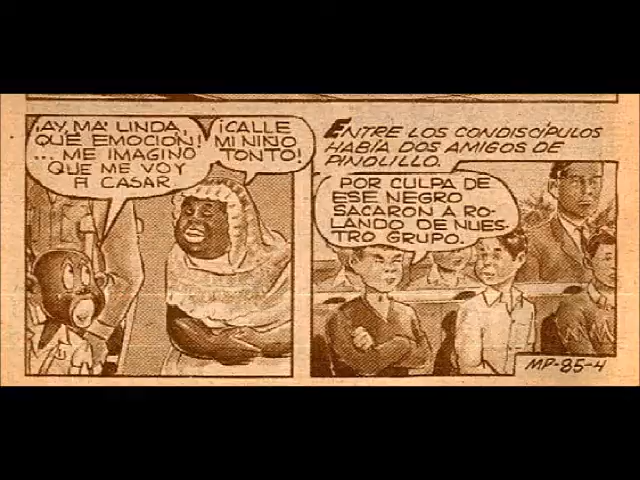 ¡AY, MA' LINDA,
QUÉ EMOCIÓN!
... ME IMAGINO
QUE ME VOY
A CASAR
¡CALLE
MI NIÑO
TONTO!
ENTRE LOS CONDISCÍPULOS
HABÍA DOS AMIGOS DE
PINOLILLO.
POR CULPA DE
ESE NEGRO
SACARON A RO-
LANDO DE NUES-
TRO GRUPO.
MP-85-4